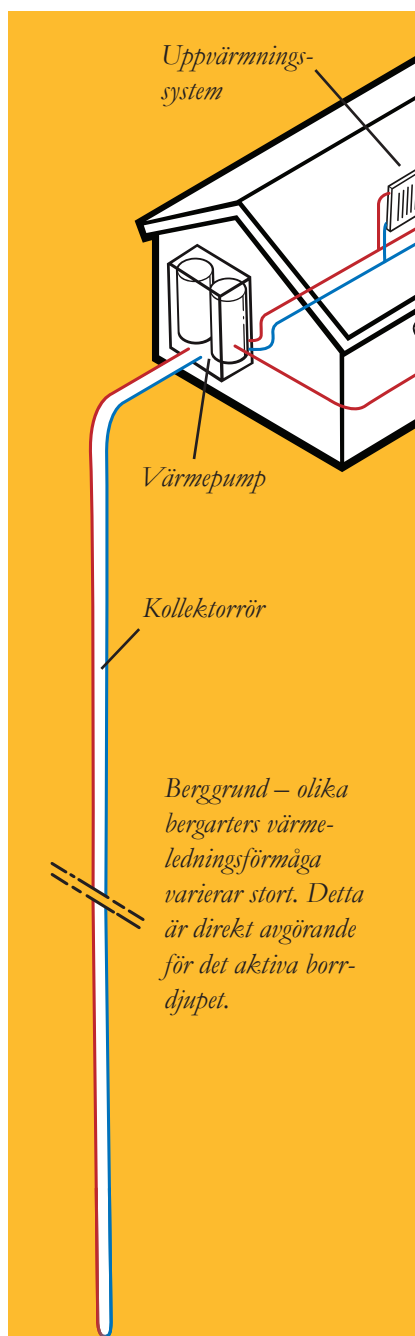 Uppvärmnings-
system
Värmepump
Kollektorrör
Berggrund – olika
bergarters värme-
ledningsförmåga
varierar stort. Detta
är direkt avgörande
för det aktiva borr-
djupet.